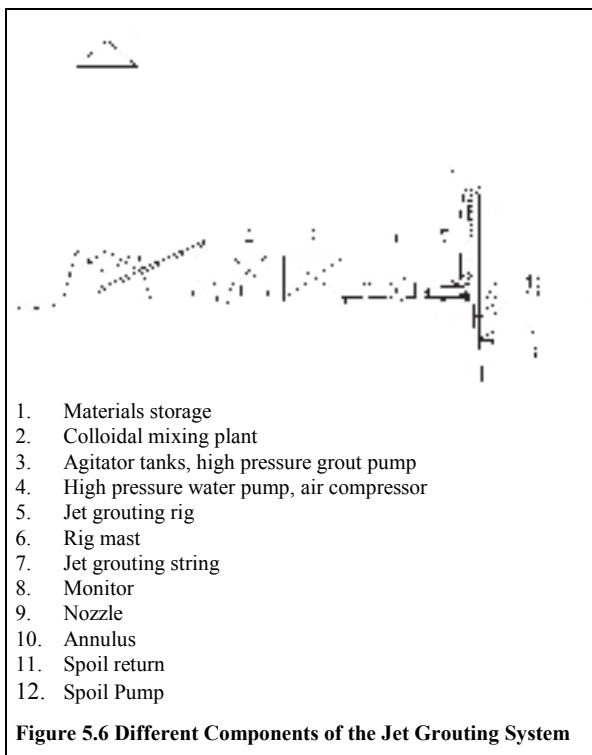 1. Materials storage
2. Colloidal mixing plant
3. Agitator tanks, high pressure grout pump
4. High pressure water pump, air compressor
5. Jet grouting rig
6. Rig mast
7. Jet grouting string
8. Monitor
9. Nozzle
10. Annulus
11. Spoil return
12. Spoil Pump
Figure 5.6 Different Components of the Jet Grouting System